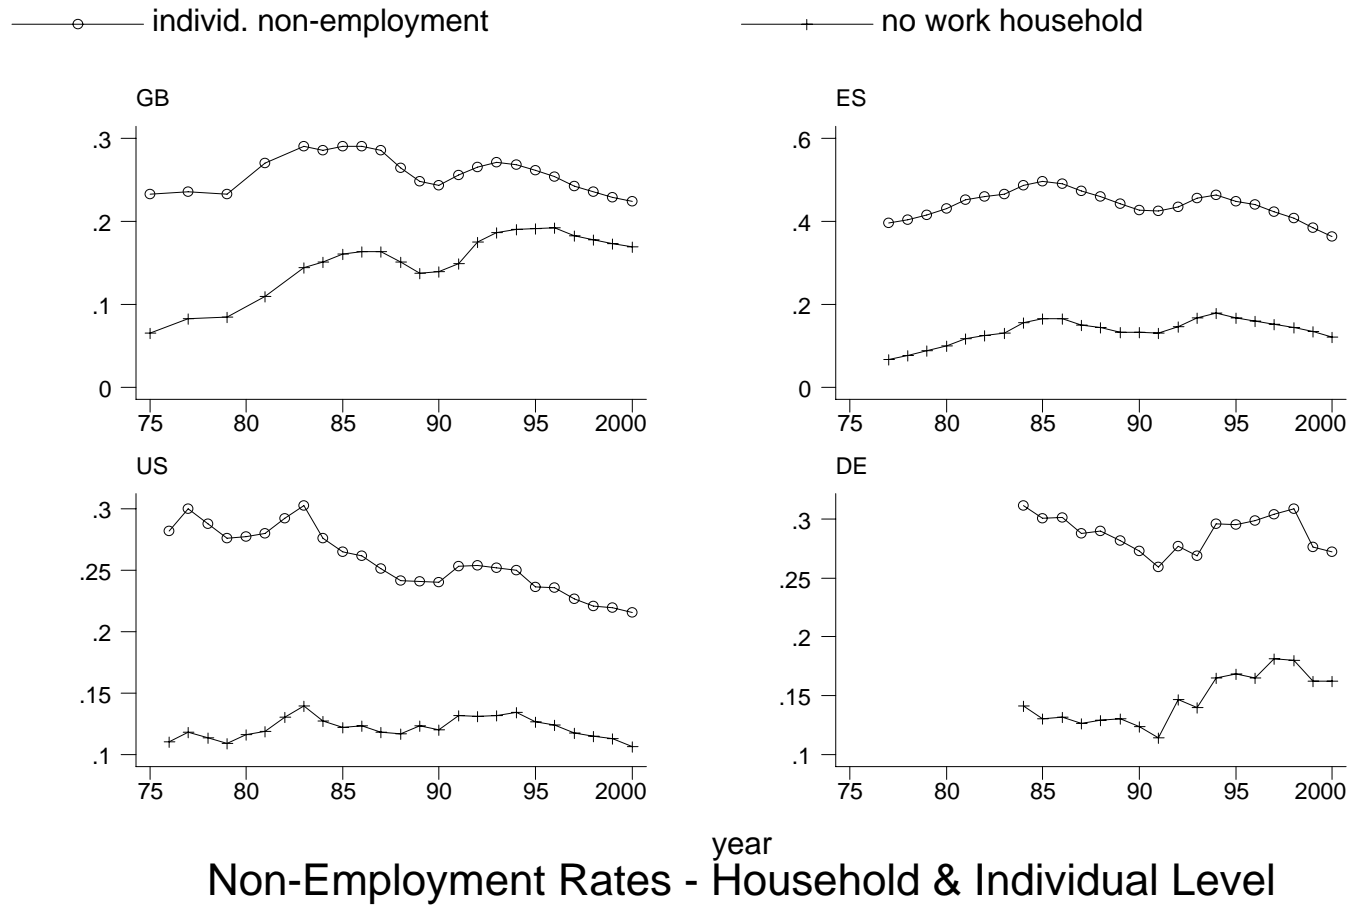 individ. non-employment no work household
GB
.3
.2
.1
0
75 80 85 90 95 2000
ES
.6
.4
.2
0
75 80 85 90 95 2000
US
.3
.25
.2
.15
.1
75 80 85 90 95 2000
DE
.3
.25
.2
.15
.1
75 80 85 90 95 2000
year
Non-Employment Rates - Household & Individual Level